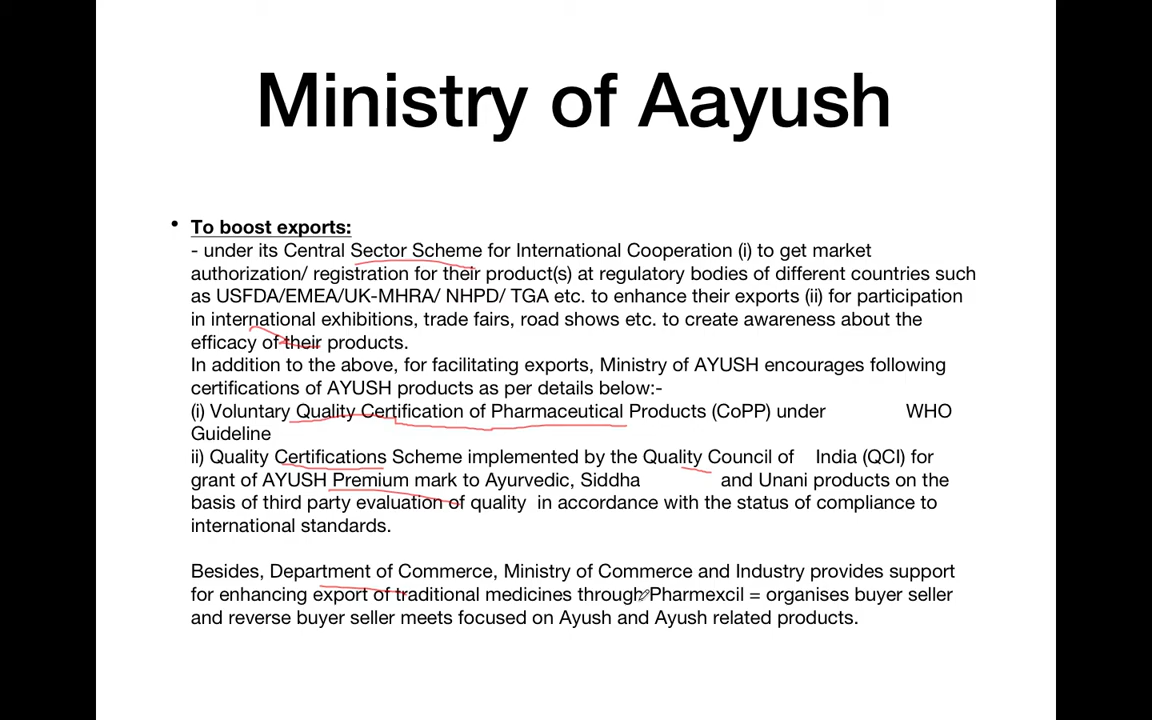 Ministry of Aayush
• To boost exports:
- under its Central Sector Scheme for International Cooperation (i) to get market
authorization/ registration for their product(s) at regulatory bodies of different countries such
as USFDA/EMEA/UK-MHRA/ NHPD/ TGA etc. to enhance their exports (ii) for participation
in international exhibitions, trade fairs, road shows etc. to create awareness about the
efficacy of their products.
In addition to the above, for facilitating exports, Ministry of AYUSH encourages following
certifications of AYUSH products as per details below:-
(i) Voluntary Quality Certification of Pharmaceutical Products (CoPP) under WHO
Guideline
ii) Quality Certifications Scheme implemented by the Quality Council of India (QCI) for
grant of AYUSH Premium mark to Ayurvedic, Siddha and Unani products on the
basis of third party evaluation of quality in accordance with the status of compliance to
international standards.
Besides, Department of Commerce, Ministry of Commerce and Industry provides support
for enhancing export of traditional medicines through Pharmexcil = organises buyer seller
and reverse buyer seller meets focused on Ayush and Ayush related products.